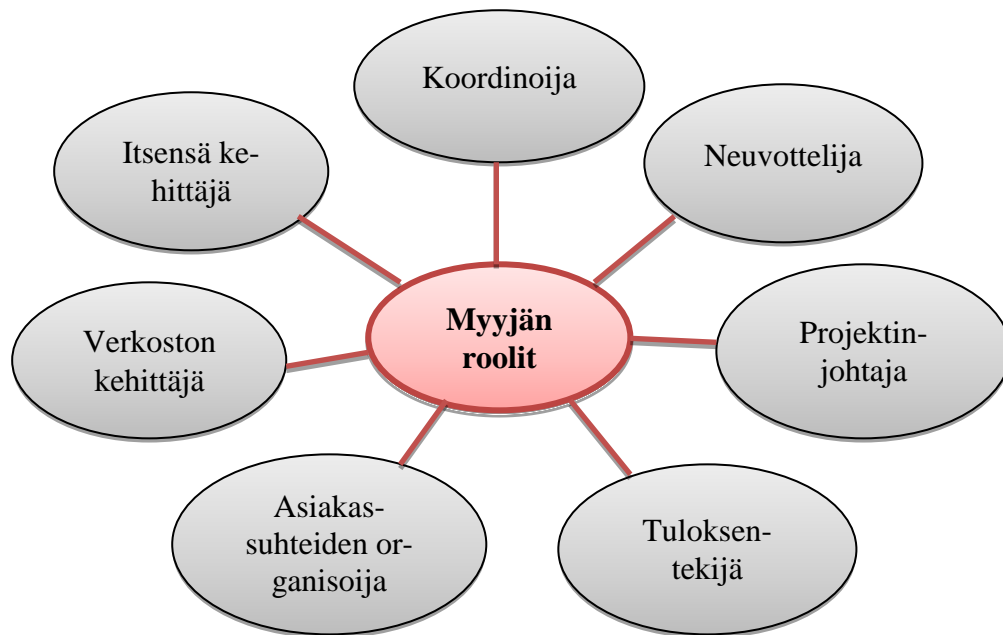 Koordinoija
Neuvottelija
Itsensä ke-
hittäjä
Myyjän
roolit
Projektin-
johtaja
Verkoston
kehittäjä
Asiakas-
suhteiden or-
ganisoija
Tuloksen-
tekijä